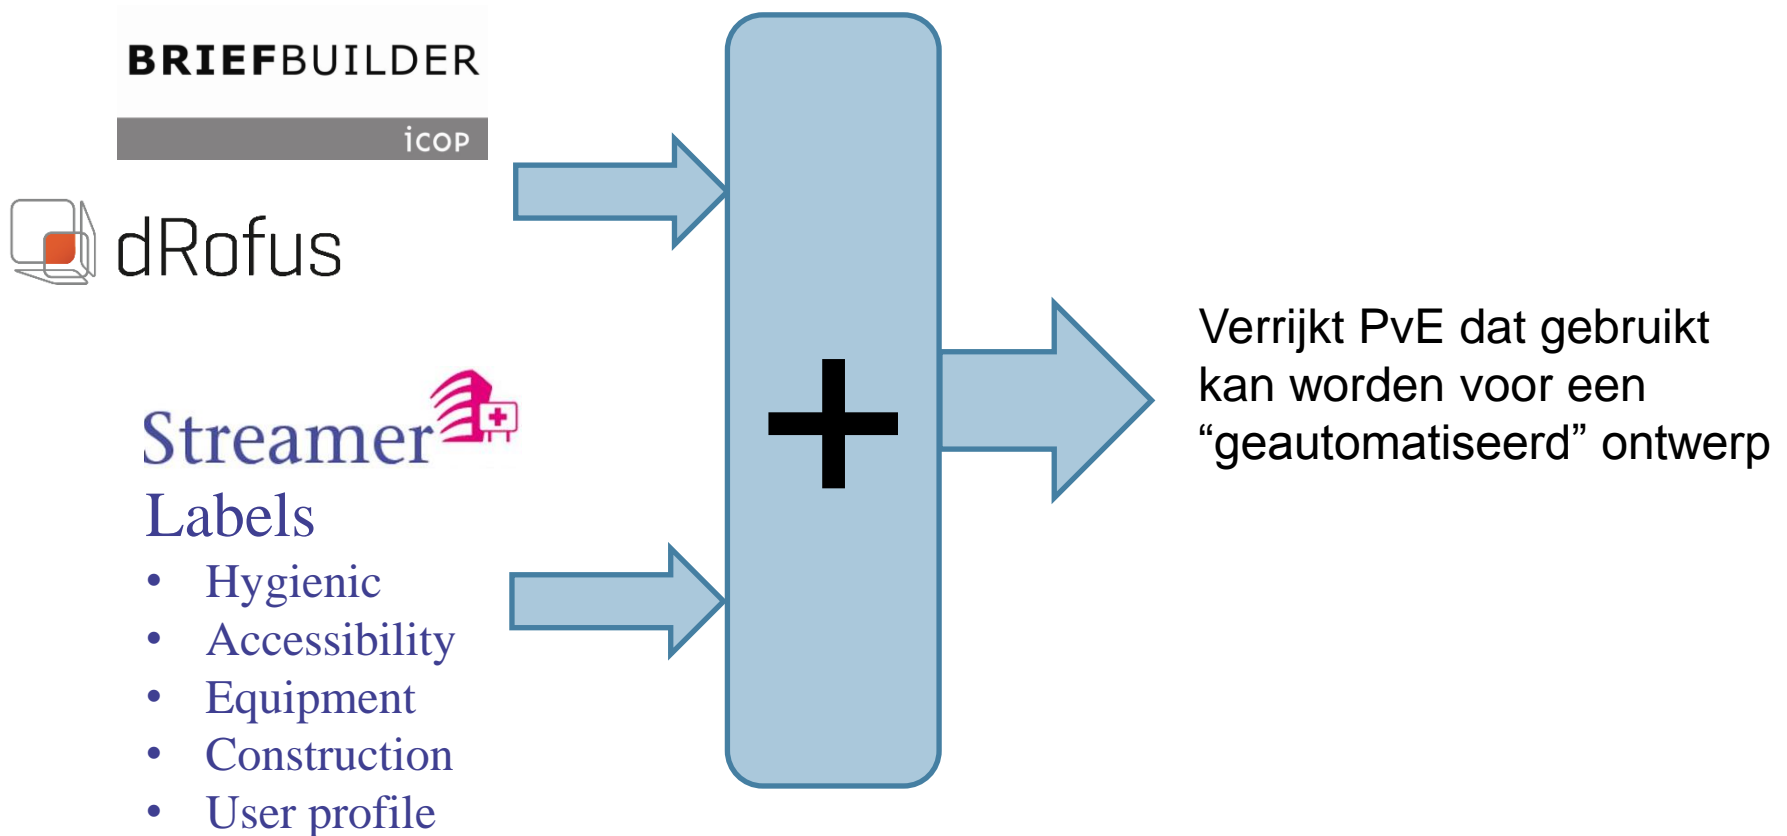 BRIEFBUILDER
icop
dRofus
Streamer
Labels
• Hygienic
• Accessibility
• Equipment
• Construction
• User profile
+
Verrijkt PvE dat gebruikt
kan worden voor een
“geautomatiseerd” ontwerp